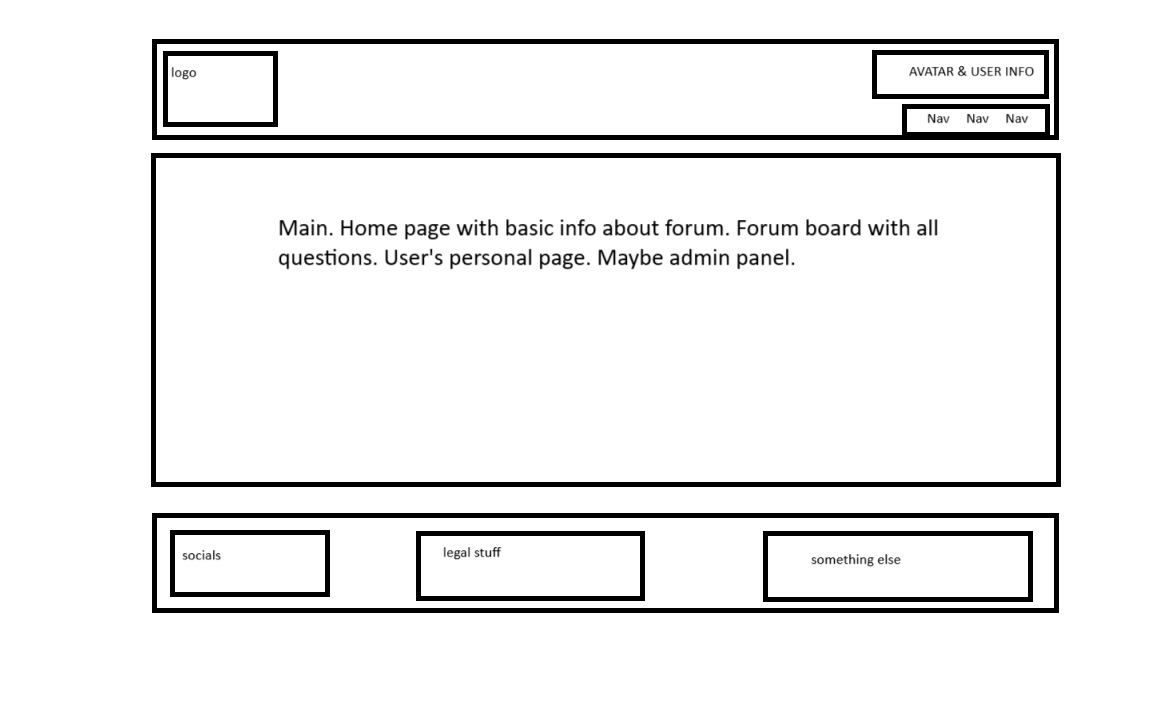 logo
AVATAR & USER INFO
Nav Nav Nav
Main. Home page with basic info about forum. Forum board with all
questions. User's personal page. Maybe admin panel.
socials
legal stuff
something else